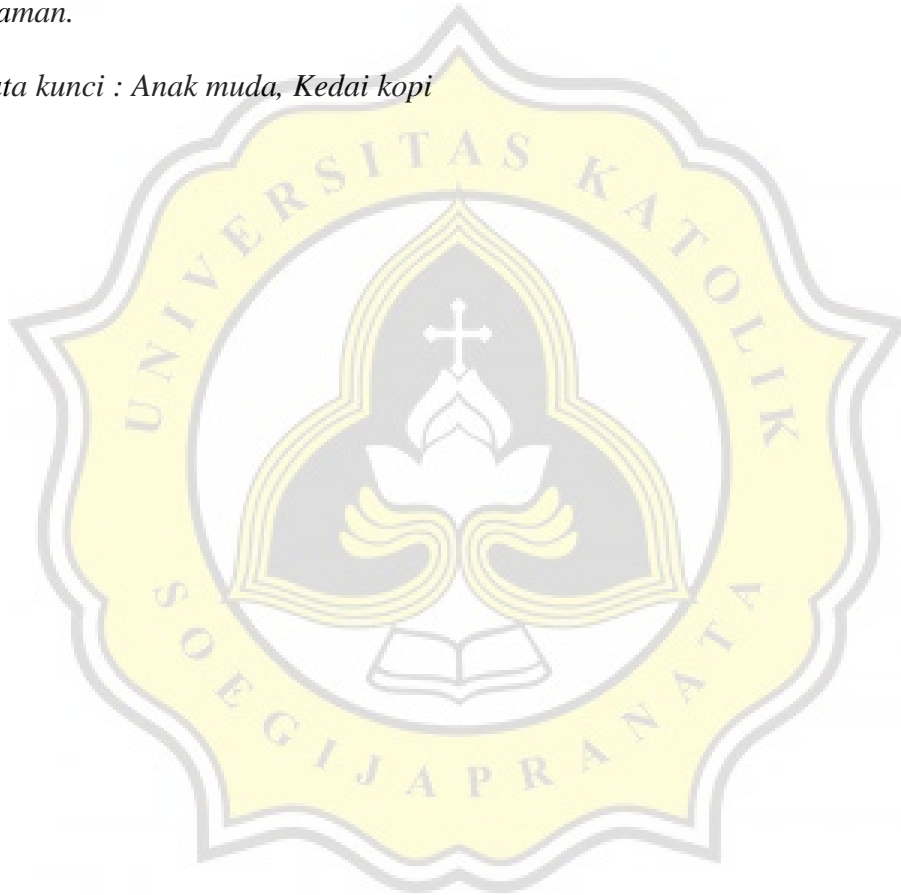 aman.
ta kunci : Anak muda, Kedai kopi
UNIVERSITAS KATOLIK
SOEGIJAPRANATA